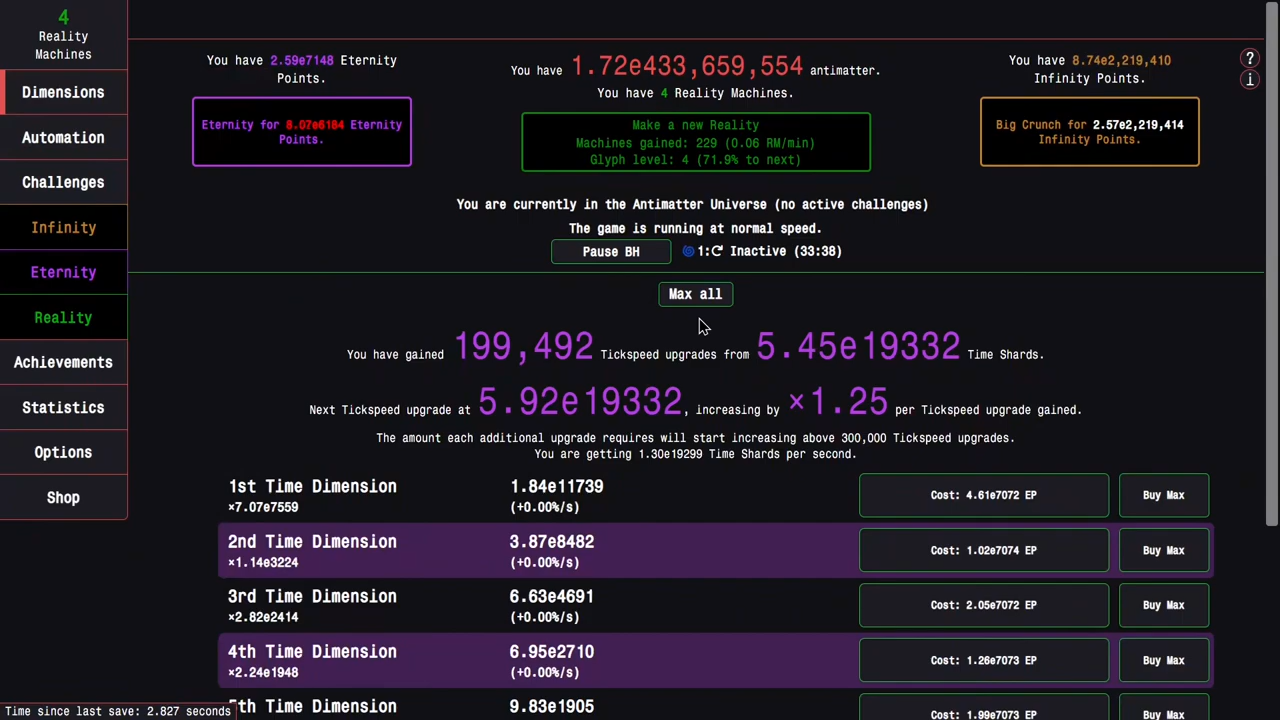 4
Reality
Machines
Dimensions
Automation
Challenges
Infinity
Eternity
Reality
Achievements
Statistics
Options
Shop
You have 2.59e7148 Eternity
Points.
Eternity for 8.07e6184 Eternity
Points.
You have 1.72e433,659,554 antimatter.
You have 4 Reality Machines.
Make a new Reality
Machines gained: 229 (0.06 RM/min)
Glyph level: 4 (71.9% to next)
You have 8.74e2,219,410
Infinity Points.
Big Crunch for 2.57e2,219,414
Infinity Points.
?
i
You are currently in the Antimatter Universe (no active challenges)
The game is running at normal speed.
Pause BH
1: Inactive (33:38)
Max all
You have gained 199,492 Tickspeed upgrades from 5.45e19332 Time Shards.
Next Tickspeed upgrade at 5.92e19332, increasing by ×1.25 per Tickspeed upgrade gained.
The amount each additional upgrade requires will start increasing above 300,000 Tickspeed upgrades.
You are getting 1.30e19299 Time Shards per second.
1st Time Dimension 1.84e11739 Cost: 4.61e7072 EP Buy Max
×7.07e7559 (+0.00%/s)
2nd Time Dimension 3.87e8482 Cost: 1.02e7074 EP Buy Max
×1.14e3224 (+0.00%/s)
3rd Time Dimension 6.63e4691 Cost: 2.05e7072 EP Buy Max
×2.82e2414 (+0.00%/s)
4th Time Dimension 6.95e2710 Cost: 1.26e7073 EP Buy Max
×2.24e1948 (+0.00%/s)
5th Time Dimension 9.83e1905 Cost: 1.99e7073 EP Buy Max
Time since last save: 2.827 seconds